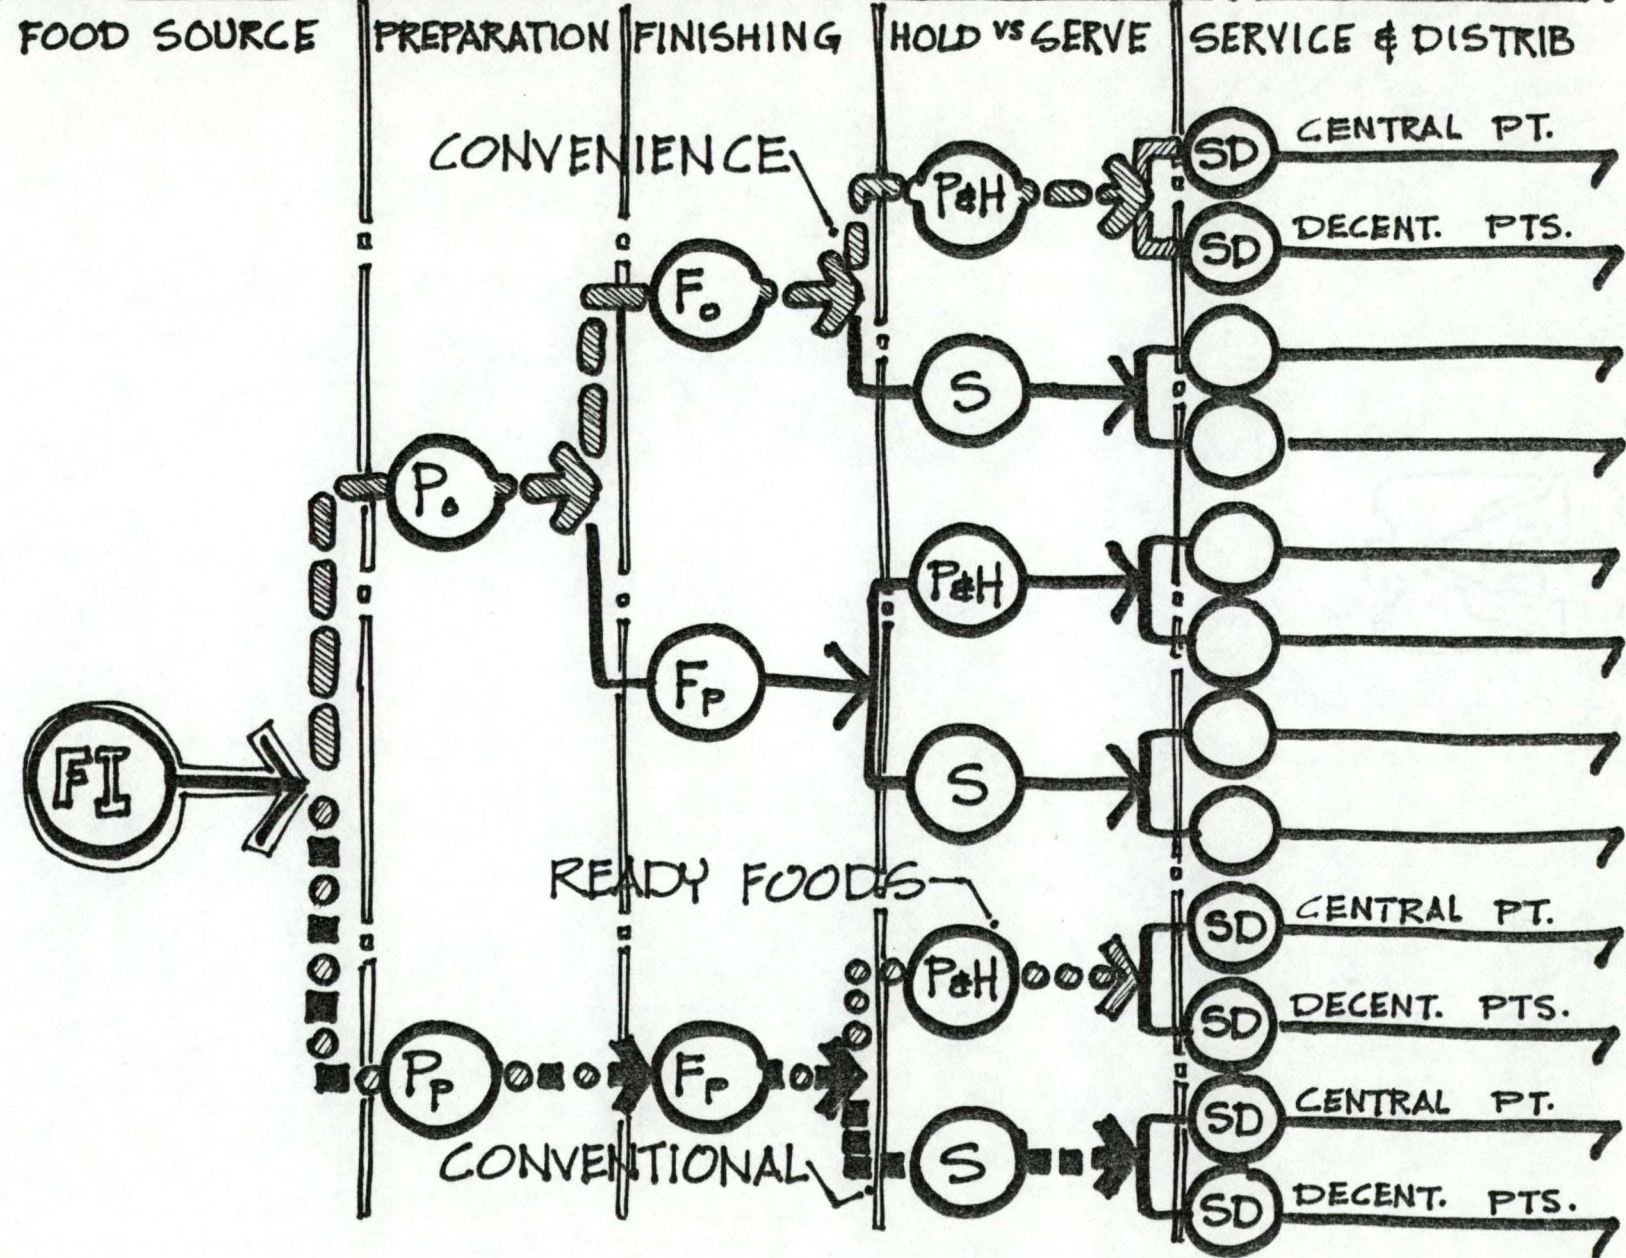 FOOD SOURCE
PREPARATION
FINISHING
HOLD VS SERVE
SERVICE & DISTRIB
CONVENIENCE
P&H
SD
CENTRAL PT.
SD
DECENT. PTS.
Fo
S
Po
P&H
Fp
S
FI
READY FOODS
P&H
SD
CENTRAL PT.
SD
DECENT. PTS.
Pp
Fp
CONVENTIONAL
S
SD
CENTRAL PT.
SD
DECENT. PTS.